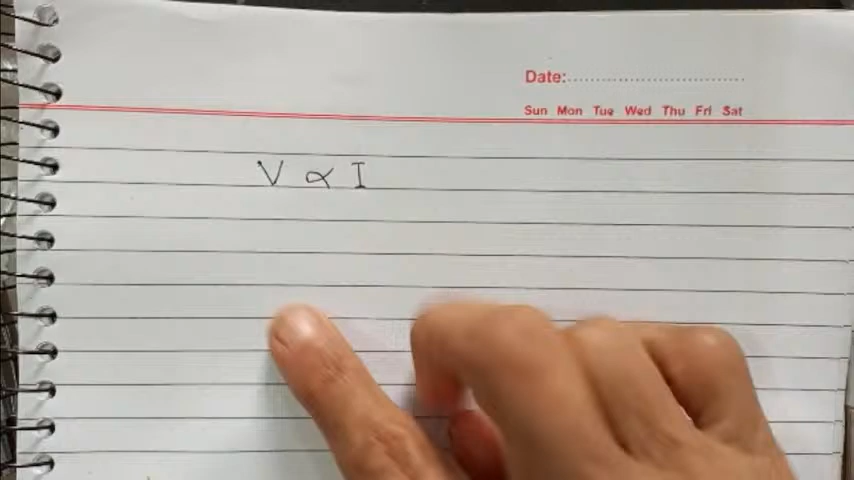 Date:................................
Sun Mon Tue Wed Thu Fri Sat
V ∝ I